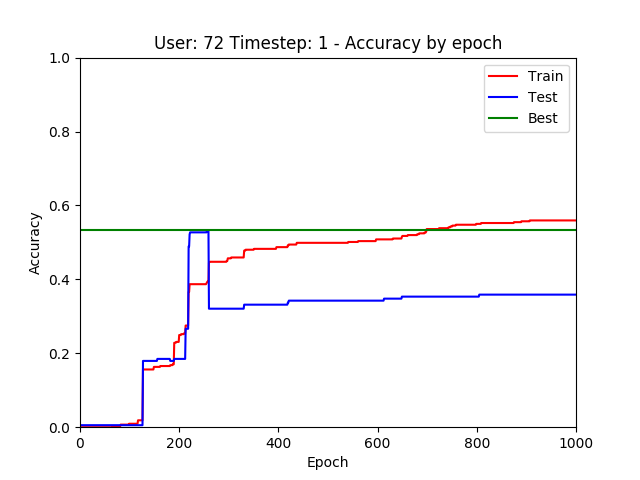 User: 72 Timestep: 1 - Accuracy by epoch
Accuracy
1.0
0.8
0.6
0.4
0.2
0.0
Train
Test
Best
0 200 400 600 800 1000
Epoch